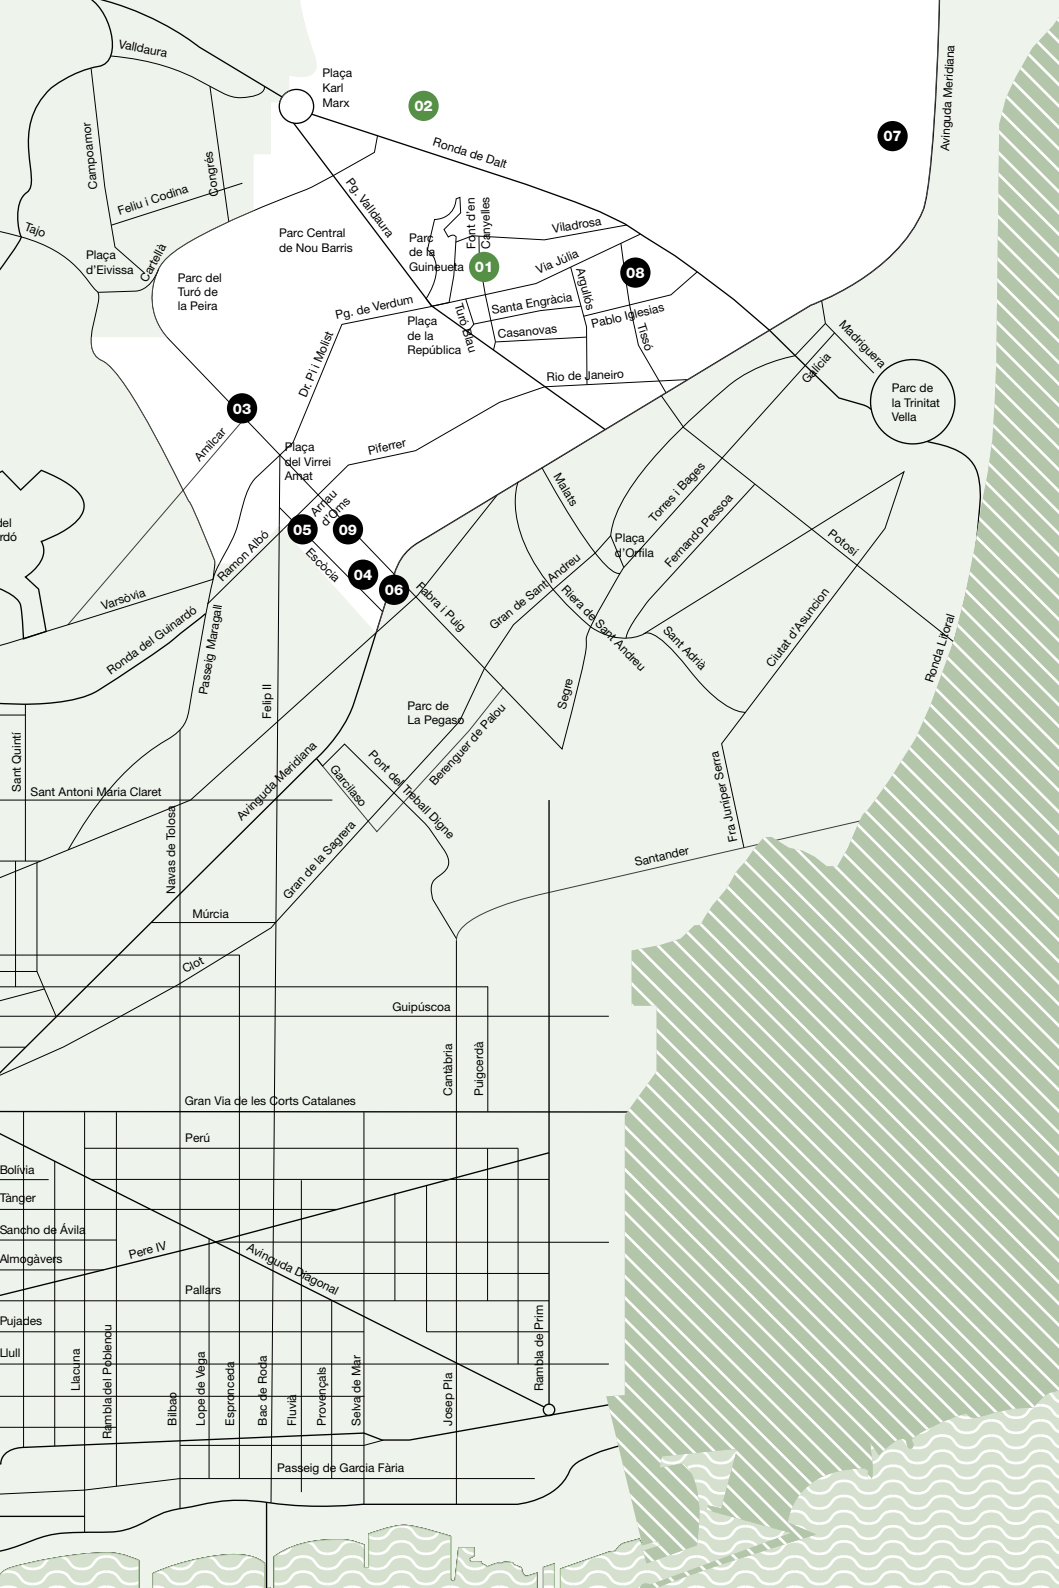 Valldaura
Plaça
Karl
Marx
02
07
Avinguda Meridiana
Ronda de Dalt
Campoamor
Congrés
Feliu i Codina
Pg. Valldaura
Tajo
Plaça
d'Eivissa
Cartellà
Parc Central
de Nou Barris
Parc
de la
Guineueta
Font d'en
Canyelles
Viladrosa
01
Via Júlia
08
Parc del
Turó de
la Peira
Pg. de Verdum
Turó Blau
Santa Engràcia
Argullós
Pablo Iglesias
Plaça
de la
República
Casanovas
Tissó
Madriguera
Galícia
Dr. Pi i Molist
Rio de Janeiro
Parc de
la Trinitat
Vella
03
Amílcar
Plaça
del Virrei
Amat
Piferrer
Malats
Torres i Bages
Fernando Pessoa
Arnau
d'Oms
05
09
04
06
Escòcia
Ramon Albó
Plaça
d'Orfila
Potosí
Varsòvia
Ronda del Guinardó
Passeig Maragall
Fabra i Puig
Gran de Sant Andreu
Riera de Sant Andreu
Sant Adrià
Ciutat d'Asuncion
Ronda Litoral
Felip II
Segre
Parc de
La Pegaso
Berenguer de Palou
Sant Quintí
Sant Antoni Maria Claret
Avinguda Meridiana
Garcilaso
Pont del Treball Digne
Fra Juníper Serra
Navas de Tolosa
Gran de la Sagrera
Santander
Múrcia
Clot
Guipúscoa
Cantàbria
Puigcerdà
Gran Via de les Corts Catalanes
Perú
Bolívia
Tànger
Sancho de Ávila
Almogàvers
Pere IV
Avinguda Diagonal
Pallars
Pujades
Llull
Llacuna
Rambla del Poblenou
Bilbao
Lope de Vega
Espronceda
Bac de Roda
Fluvià
Provençals
Selva de Mar
Josep Pla
Rambla de Prim
Passeig de Garcia Fària